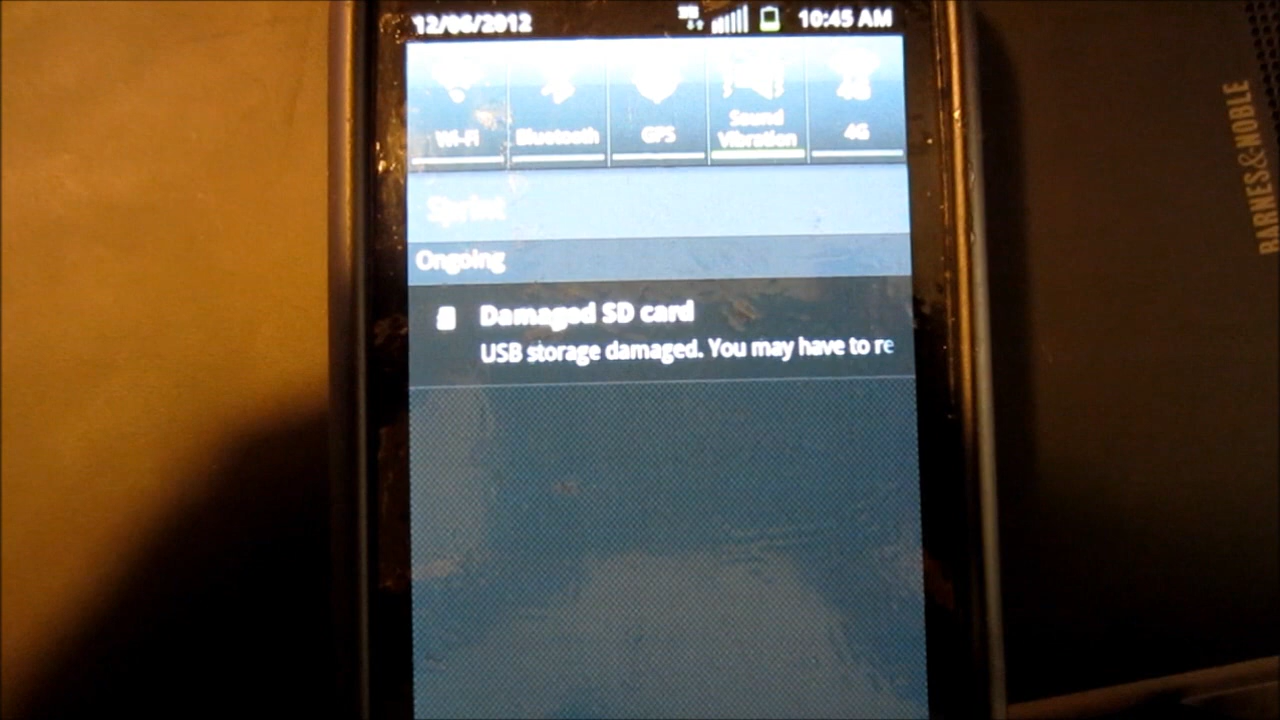 12/06/2012 3G 10:45 AM
Wi-Fi Bluetooth GPS Sound Vibration 4G
Sprint
Ongoing
Damaged SD card
USB storage damaged. You may have to re
BARNES&NOBLE